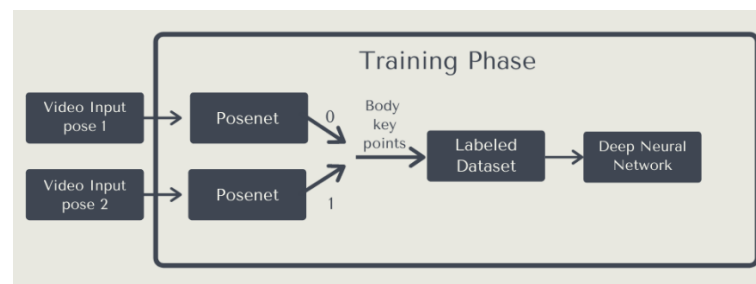 Training Phase
Video Input
pose 1
Posenet
0
Body
key
points
Labeled
Dataset
Deep Neural
Network
Video Input
pose 2
Posenet
1